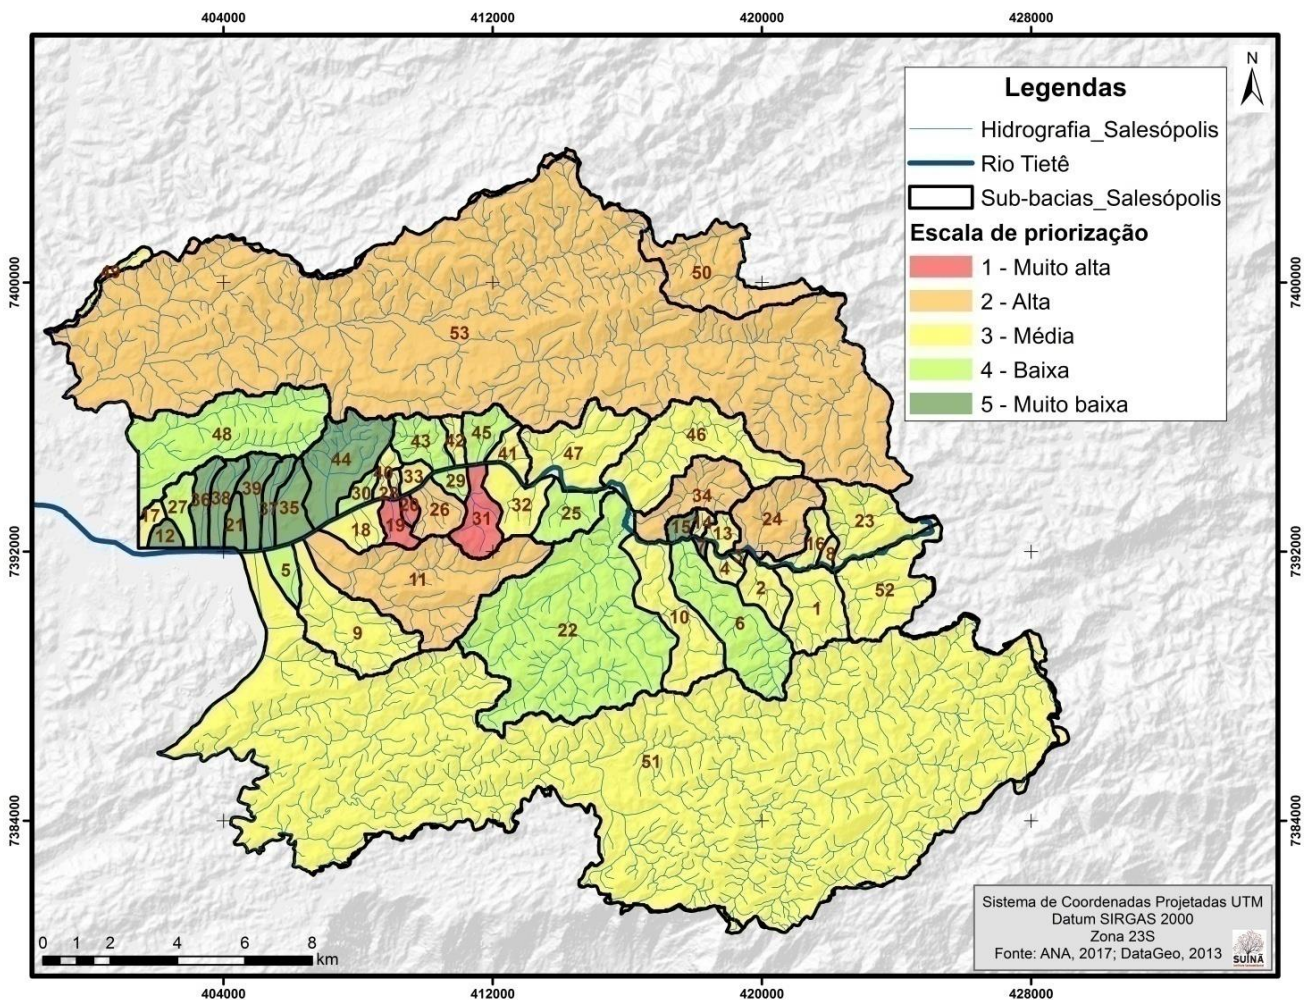 404000 412000 420000 428000
N
Legendas
Hidrografia_Salesópolis
Rio Tietê
Sub-bacias_Salesópolis
Escala de priorização
1 - Muito alta
2 - Alta
3 - Média
4 - Baixa
5 - Muito baixa
7400000 7400000
49
50
53
48 44 43 42 45 41 47 46
17 27 36 38 39 37 35 30 33 29 32 25 34 24 23
12 21 18 19 26 31 15 14 13 16 8
7392000 7392000
5 11 4 2 1 52
9 22 10 6
51
7384000 7384000
0 1 2 4 6 8
km
Sistema de Coordenadas Projetadas UTM
Datum SIRGAS 2000
Zona 23S
Fonte: ANA, 2017; DataGeo, 2013
SUINÃ
404000 412000 420000 428000